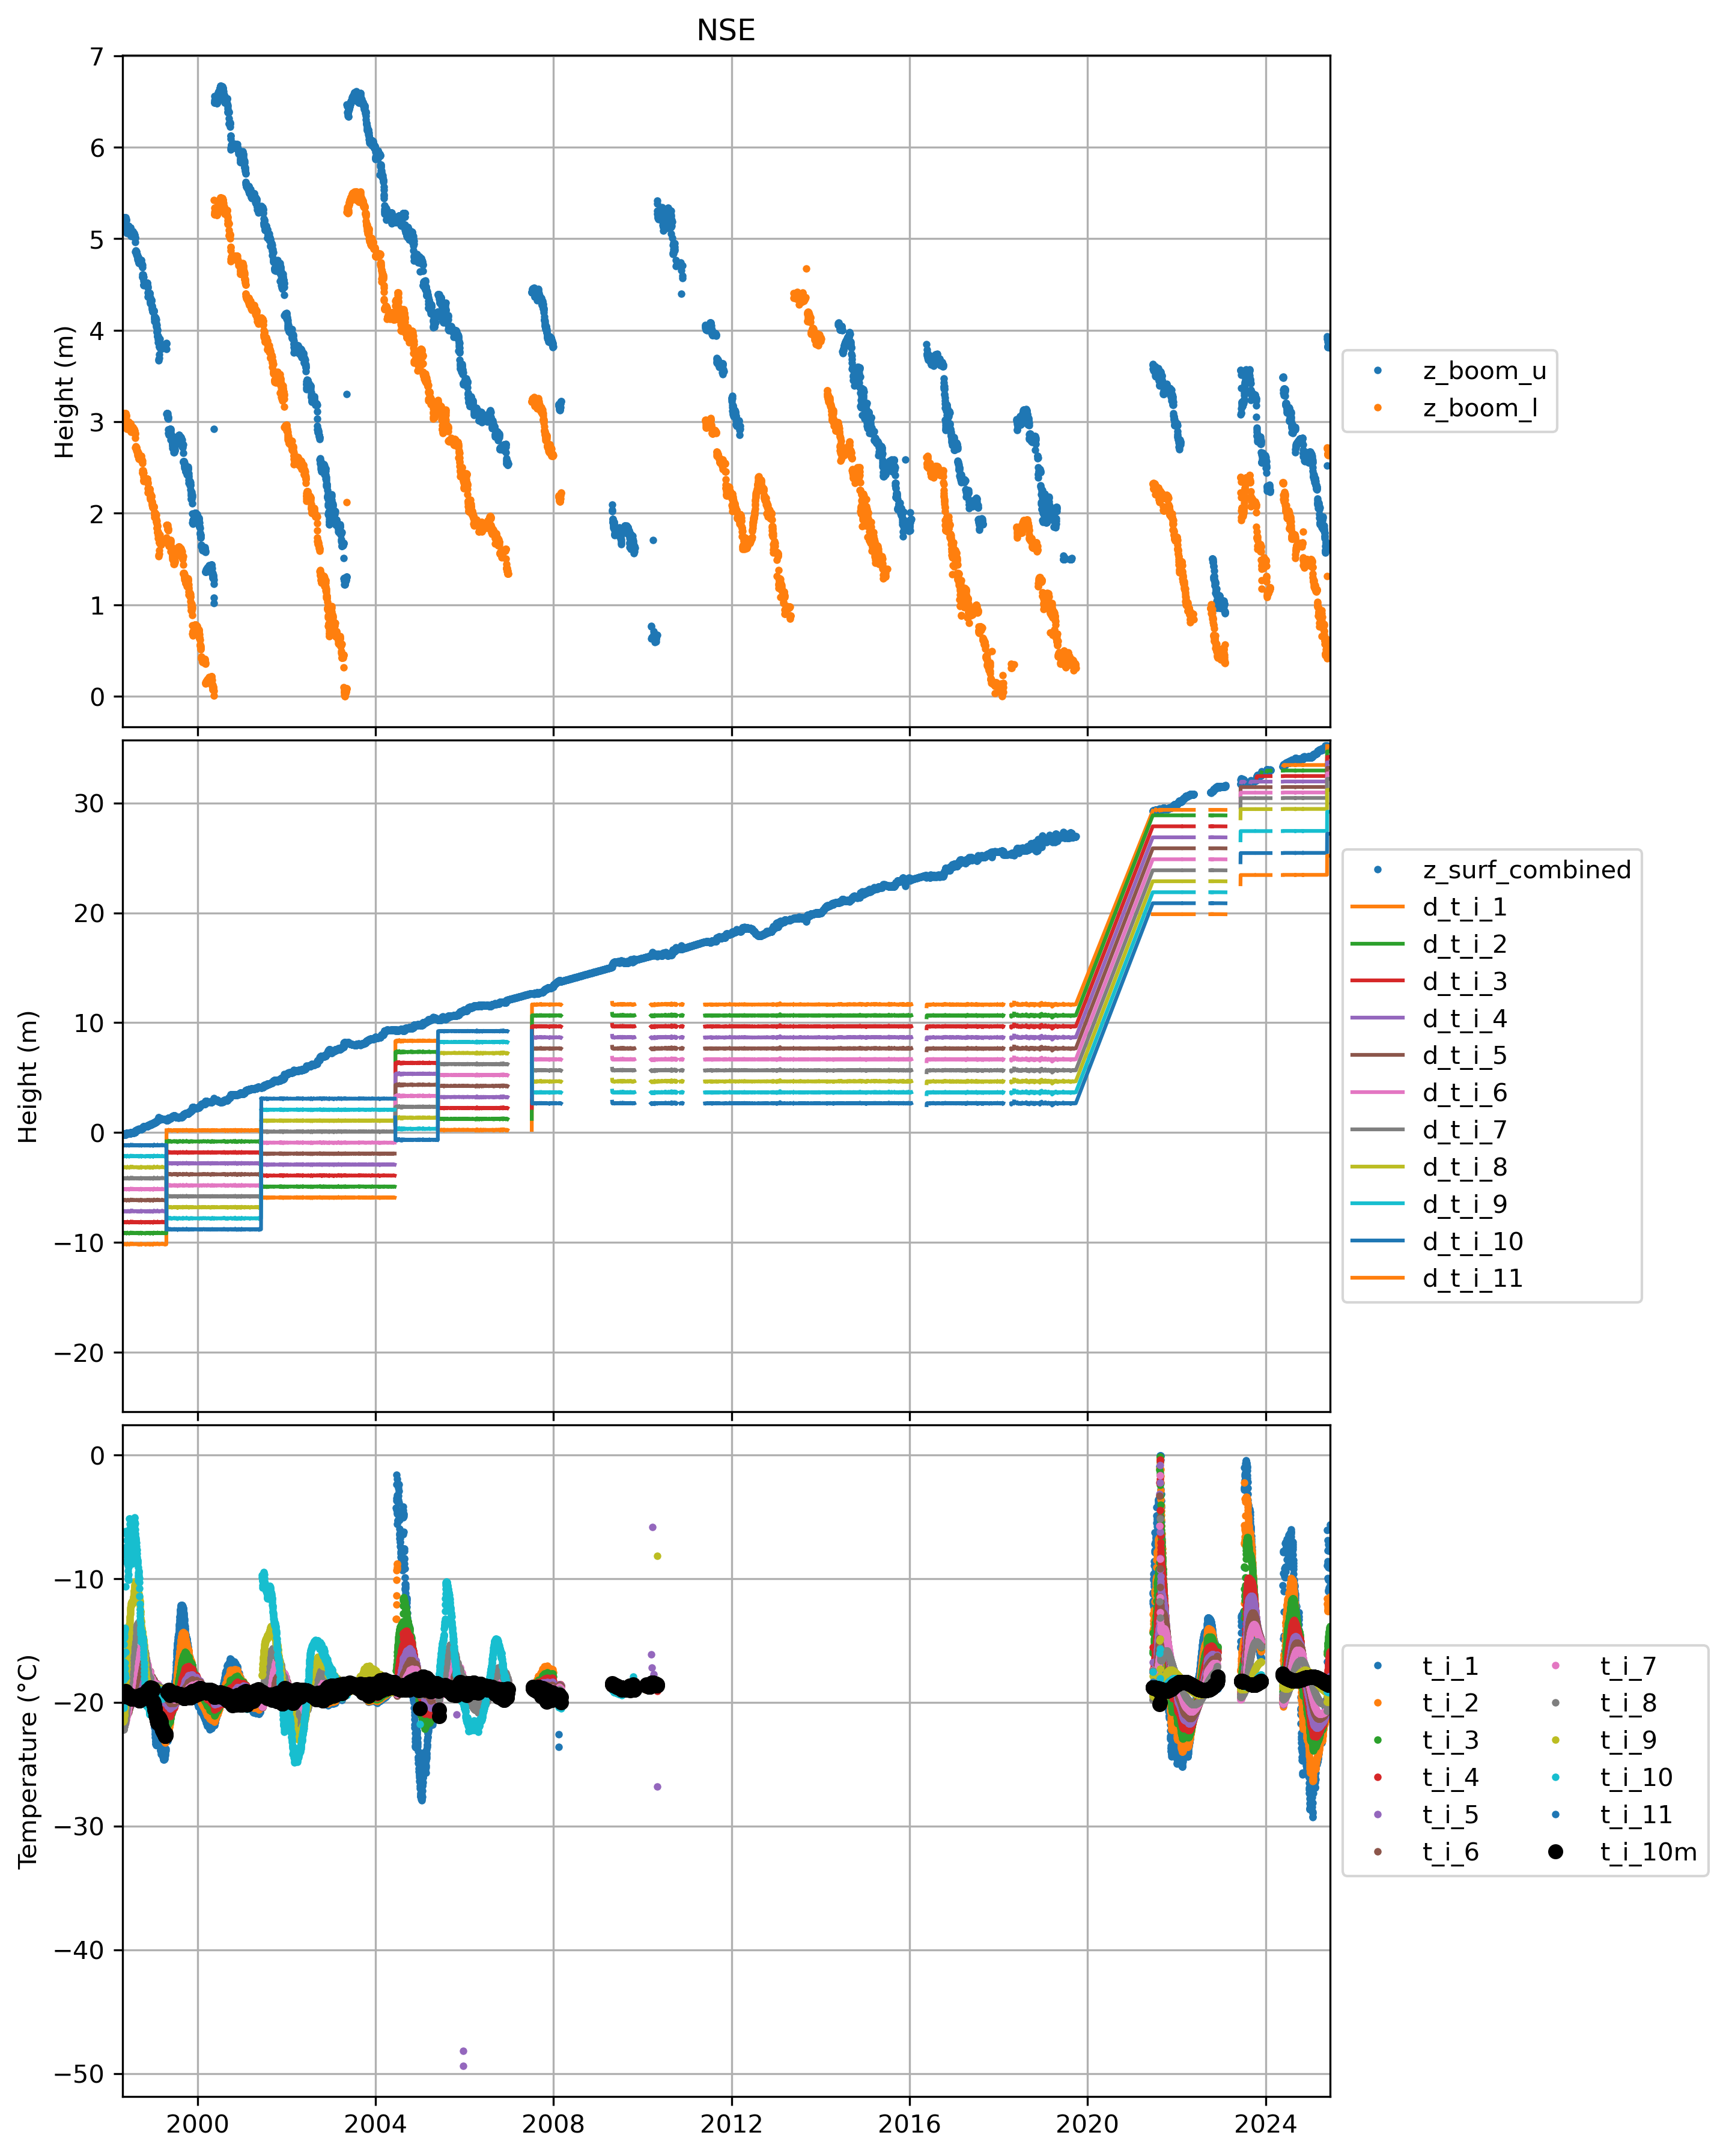 NSE
7
6
5
4
3
2
1
0
Height (m)
z_boom_u
z_boom_l
30
20
10
0
−10
−20
Height (m)
z_surf_combined
d_t_i_1
d_t_i_2
d_t_i_3
d_t_i_4
d_t_i_5
d_t_i_6
d_t_i_7
d_t_i_8
d_t_i_9
d_t_i_10
d_t_i_11
0
−10
−20
−30
−40
−50
Temperature (°C)
t_i_1 t_i_7
t_i_2 t_i_8
t_i_3 t_i_9
t_i_4 t_i_10
t_i_5 t_i_11
t_i_6 t_i_10m
2000 2004 2008 2012 2016 2020 2024